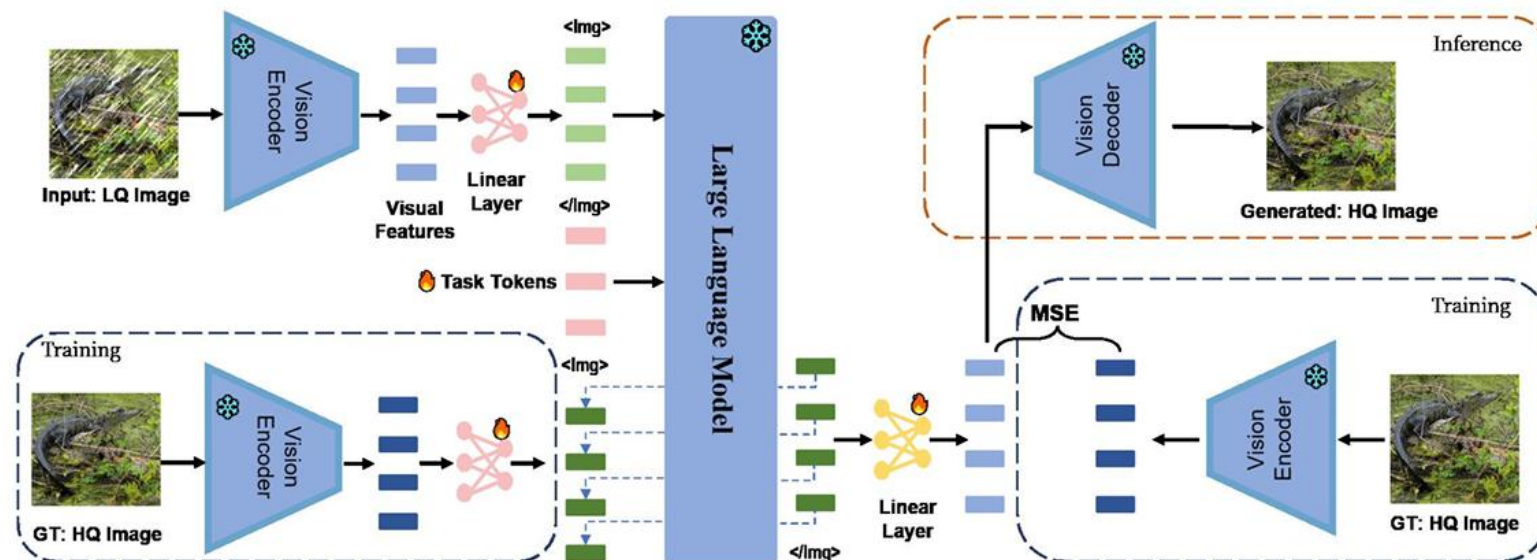 <Img>
Vision
Encoder
Input: LQ Image
Visual
Features
Linear
Layer
</Img>
Task Tokens
Large Language Model
Inference
Vision
Decoder
Generated: HQ Image
Training
<Img>
Vision
Encoder
GT: HQ Image
MSE
Training
Vision
Encoder
Linear
Layer
</Img>
GT: HQ Image